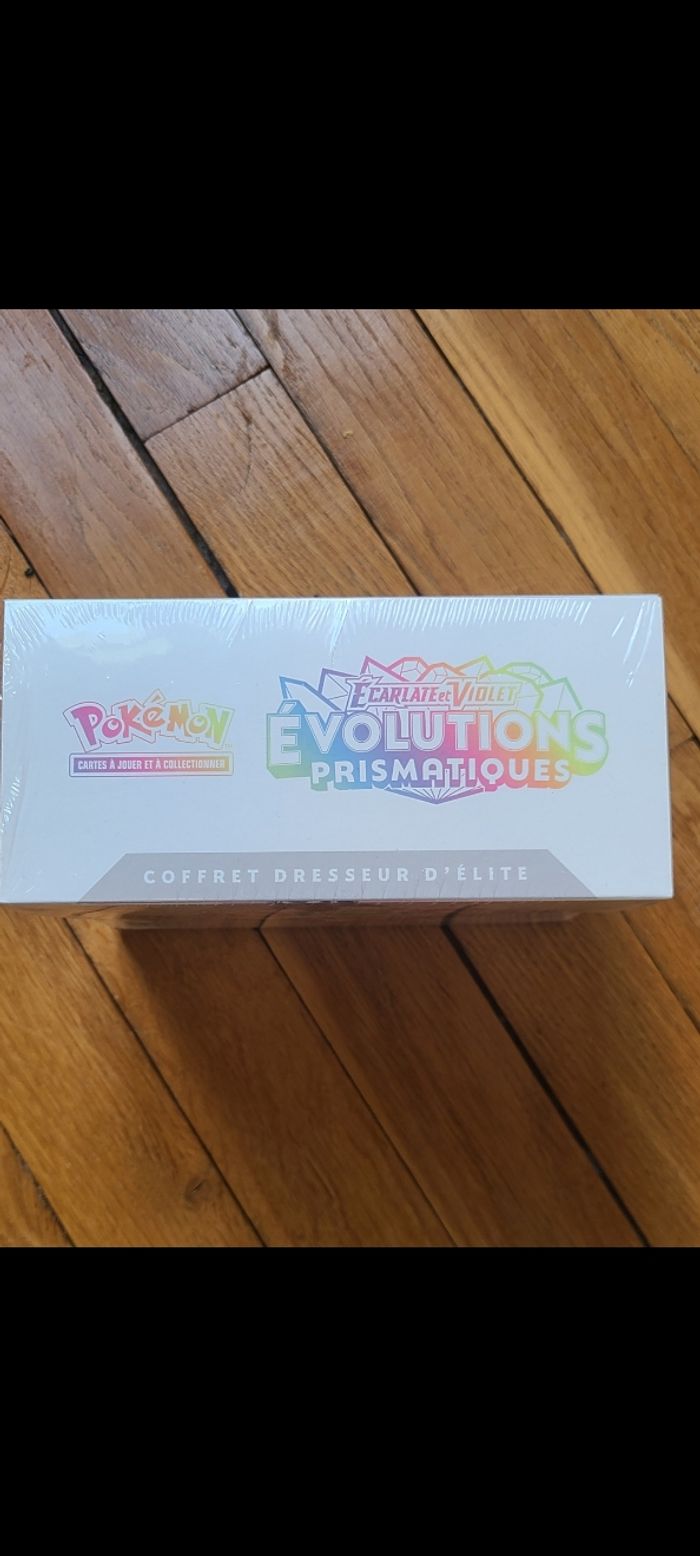 Pokémon
CARTES À JOUER ET À COLLECTIONNER
ÉCARLATE et VIOLET
ÉVOLUTIONS
PRISMATIQUES
COFFRET DRESSEUR D'ÉLITE